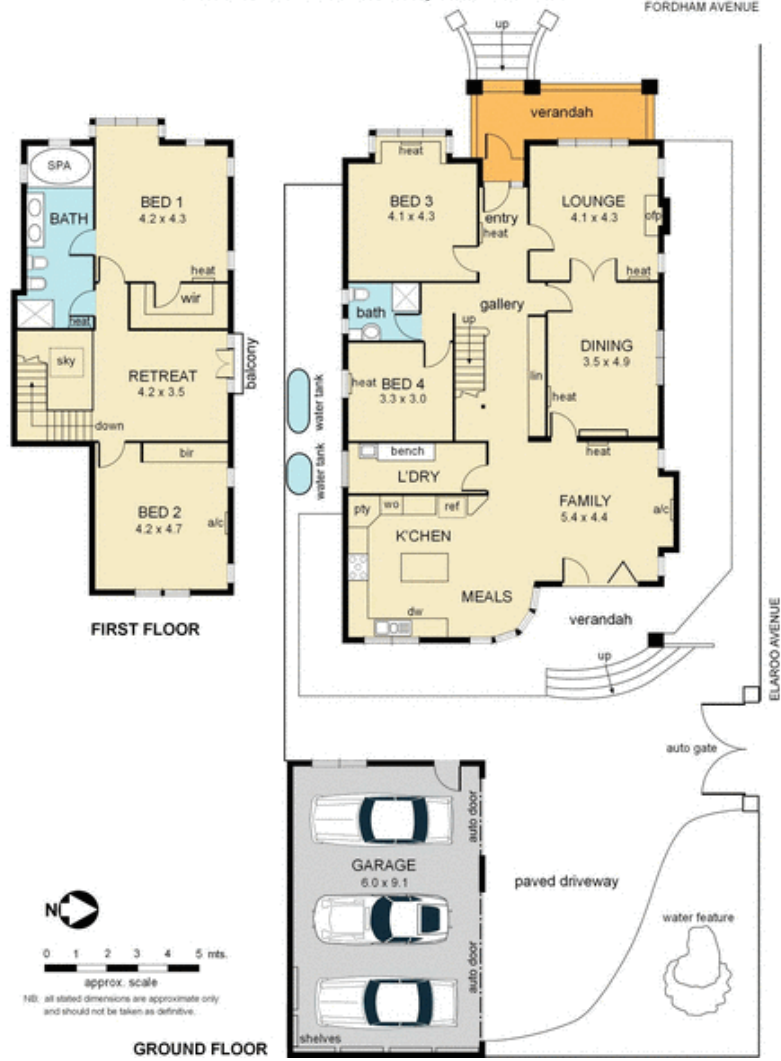 FORDHAM AVENUE
up
verandah
SPA
BATH
BED 1
4.2 x 4.3
heat
wir
heat
sky
RETREAT
4.2 x 3.5
balcony
down
bir
BED 2
4.2 x 4.7
a/c
FIRST FLOOR
heat
BED 3
4.1 x 4.3
entry
heat
LOUNGE
4.1 x 4.3
ofp
heat
bath
gallery
up
DINING
3.5 x 4.9
lin
heat
BED 4
3.3 x 3.0
heat
water tank
water tank
bench
L'DRY
heat
FAMILY
5.4 x 4.4
a/c
pty
wo
ref
K'CHEN
MEALS
dw
verandah
up
ELAROO AVENUE
auto gate
auto door
GARAGE
6.0 x 9.1
paved driveway
water feature
auto door
shelves
N
0 1 2 3 4 5 mts.
approx. scale
NB: all stated dimensions are approximate only
and should not be taken as definitive.
GROUND FLOOR